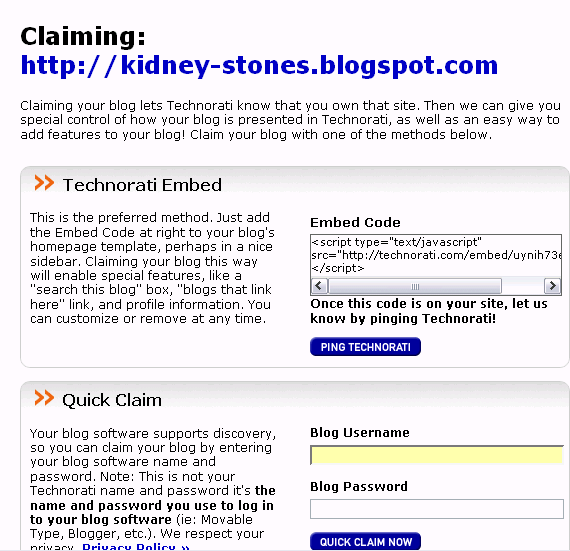 Claiming:
http://kidney-stones.blogspot.com
Claiming your blog lets Technorati know that you own that site. Then we can give you
special control of how your blog is presented in Technorati, as well as an easy way to
add features to your blog! Claim your blog with one of the methods below.
Technorati Embed
This is the preferred method. Just add
the Embed Code at right to your blog's
homepage template, perhaps in a nice
sidebar. Claiming your blog this way
will enable special features, like a
"search this blog" box, "blogs that link
here" link, and profile information. You
can customize or remove at any time.
Embed Code
<script type="text/javascript"
src="http://technorati.com/embed/uynih73e
</script>
Once this code is on your site, let us
know by pinging Technorati!
PING TECHNORATI
Quick Claim
Your blog software supports discovery,
so you can claim your blog by entering
your blog software name and
password. Note: This is not your
Technorati name and password it's the
name and password you use to log in
to your blog software (ie: Movable
Type, Blogger, etc.). We respect your
privacy. Privacy Policy »
Blog Username
Blog Password
QUICK CLAIM NOW